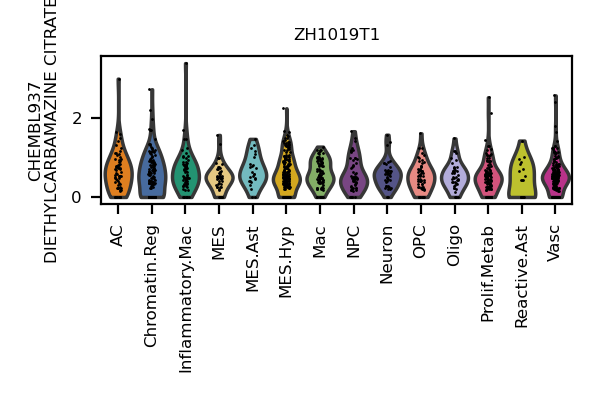 ZH1019T1
CHEMBL937
DIETHYLCARBAMAZINE CITRATE
2
0
AC
Chromatin.Reg
Inflammatory.Mac
MES
MES.Ast
MES.Hyp
Mac
NPC
Neuron
OPC
Oligo
Prolif.Metab
Reactive.Ast
Vasc